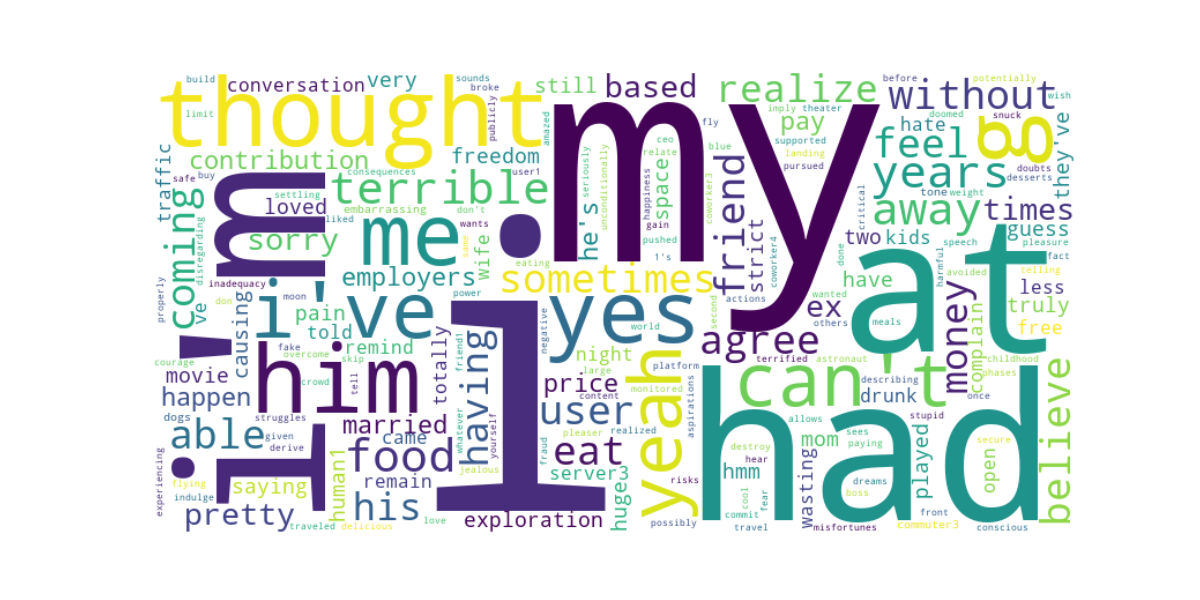 build
conversation
very
sounds
broke
still
based
realize
before
potentially
without
wish
limit
thought
publicly
amazed
my
imply
theater
fly
pay
hate
doomed
snuck
g
they've
traffic
contribution
freedom
user1
seriously
unconditionally
space
ceo
relate
blue
supported
landing
pursued
feel
doubts
desserts
safe
buy
consequences
settling
terrible
years
tone
weight
coming
disregarding
i'm
loved
embarrassing
don't
liked
me
wants
he's
happiness
gain
coworker3
friend
strict
critical
away
times
guess
sorry
employers
wife
eating
pushed
1's
coworker4
done
two
kids
speech
pleasure
harmful
avoided
fact
inadequacy
same
sometimes
actions
have
telling
properly
ve
don
moon
i've
power
l
yes
second
wanted
others
ex
at
less
truly
free
causing
pain
told
negative
world
meals
money
complain
courage
fake
overcome
skip
remind
totally
friend1
night
large
platform
agree
terrified
astronaut
childhood
phases
movie
crowd
tell
him
having
price
content
monitored
aspirations
can't
describing
drunk
once
believe
happen
dogs
given
struggles
married
whatever
yourself
user
pleaser
realized
yeah
had
allows
sees
paying
stupid
able
derive
came
food
jealous
eat
fraud
destroy
mom
played
secure
open
experiencing
flying
indulge
saying
human1
remain
server3
huge
risks
hear
hmm
cool
fear
wasting
dreams
boss
pretty
traveled
delicious
his
love
exploration
possibly
commit
travel
misfortunes
front
commuter3
conscious